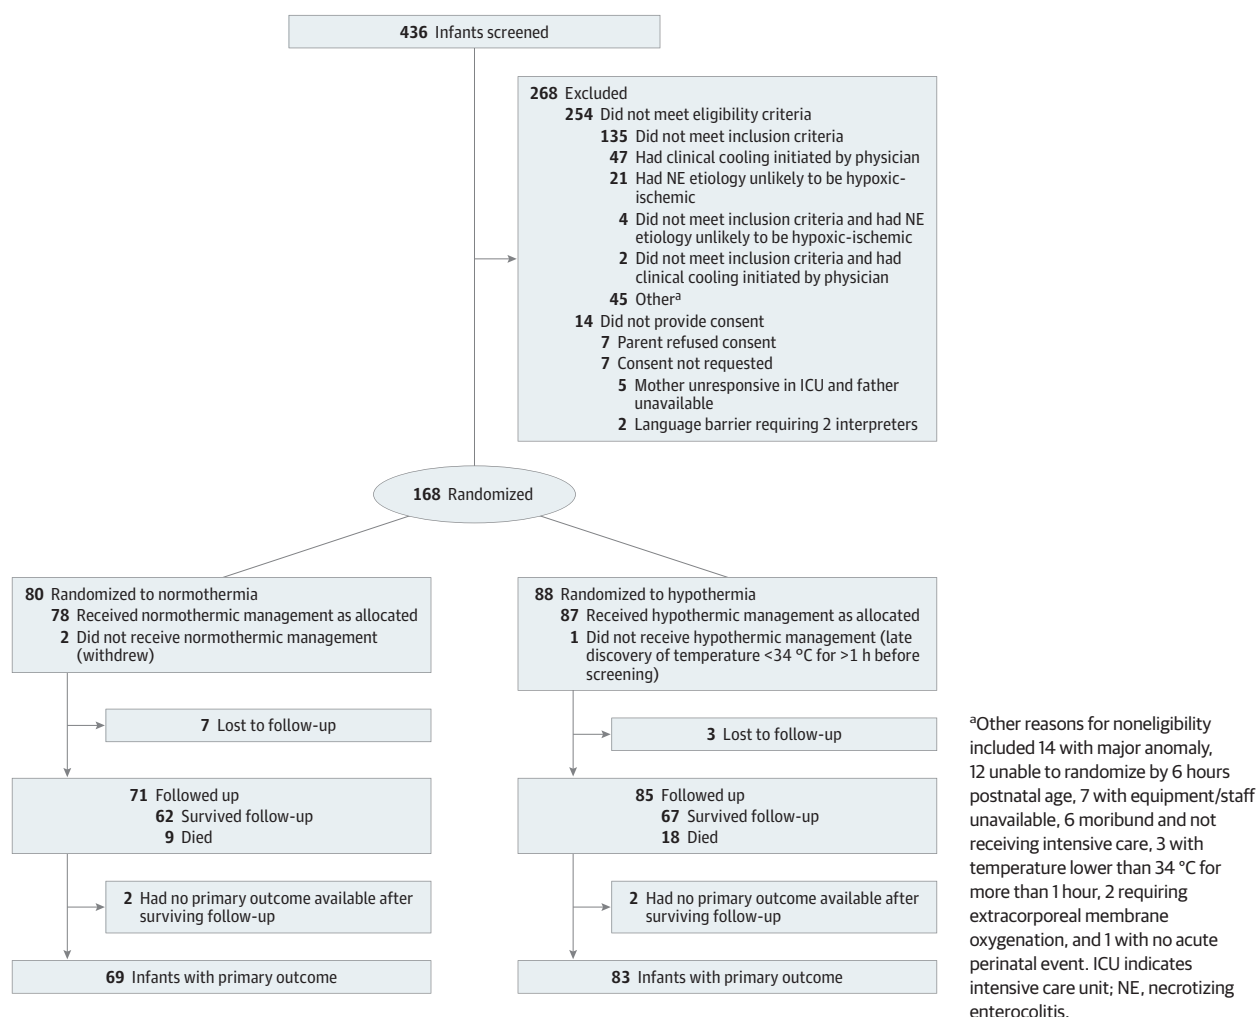 436 Infants screened
268 Excluded
254 Did not meet eligibility criteria
135 Did not meet inclusion criteria
47 Had clinical cooling initiated by physician
21 Had NE etiology unlikely to be hypoxic-
ischemic
4 Did not meet inclusion criteria and had NE
etiology unlikely to be hypoxic-ischemic
2 Did not meet inclusion criteria and had
clinical cooling initiated by physician
45 Otherᵃ
14 Did not provide consent
7 Parent refused consent
7 Consent not requested
5 Mother unresponsive in ICU and father
unavailable
2 Language barrier requiring 2 interpreters
168 Randomized
80 Randomized to normothermia
78 Received normothermic management as allocated
2 Did not receive normothermic management
(withdrew)
88 Randomized to hypothermia
87 Received hypothermic management as allocated
1 Did not receive hypothermic management (late
discovery of temperature <34 °C for >1 h before
screening)
7 Lost to follow-up
3 Lost to follow-up
71 Followed up
62 Survived follow-up
9 Died
85 Followed up
67 Survived follow-up
18 Died
2 Had no primary outcome available after
surviving follow-up
2 Had no primary outcome available after
surviving follow-up
69 Infants with primary outcome
83 Infants with primary outcome
ᵃOther reasons for noneligibility
included 14 with major anomaly,
12 unable to randomize by 6 hours
postnatal age, 7 with equipment/staff
unavailable, 6 moribund and not
receiving intensive care, 3 with
temperature lower than 34 °C for
more than 1 hour, 2 requiring
extracorporeal membrane
oxygenation, and 1 with no acute
perinatal event. ICU indicates
intensive care unit; NE, necrotizing
enterocolitis.